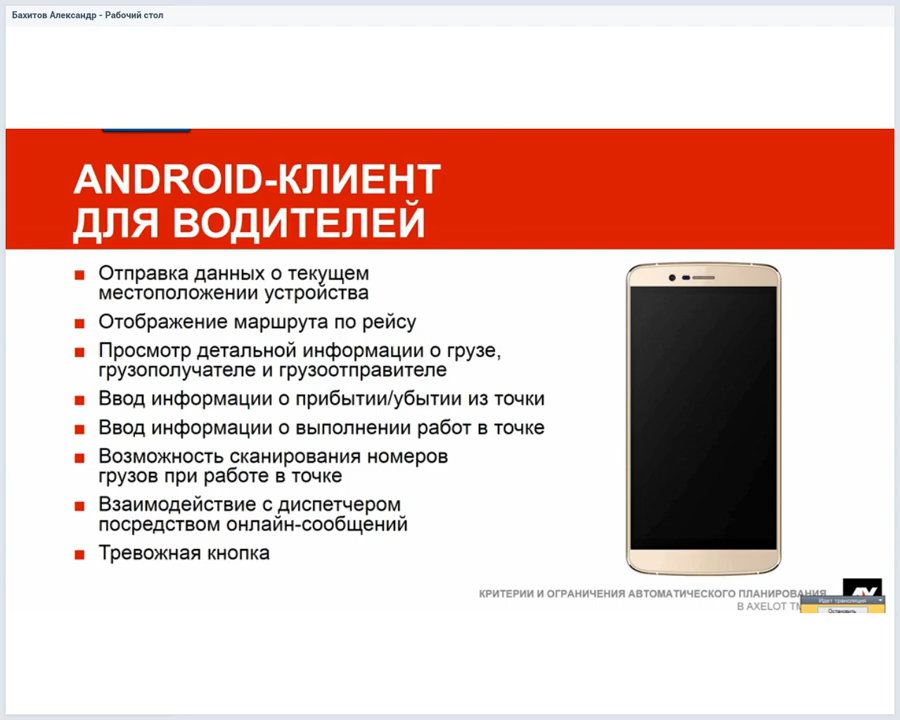 Бахитов Александр - Рабочий стол
ANDROID-КЛИЕНТ
ДЛЯ ВОДИТЕЛЕЙ
Отправка данных о текущем
местоположении устройства
Отображение маршрута по рейсу
Просмотр детальной информации о грузе,
грузополучателе и грузоотправителе
Ввод информации о прибытии/убытии из точки
Ввод информации о выполнении работ в точке
Возможность сканирования номеров
грузов при работе в точке
Взаимодействие с диспетчером
посредством онлайн-сообщений
Тревожная кнопка
КРИТЕРИИ И ОГРАНИЧЕНИЯ АВТОМАТИЧЕСКОГО ПЛАНИРОВАНИЯ
В AXELOT
Идет трансляция
Остановить